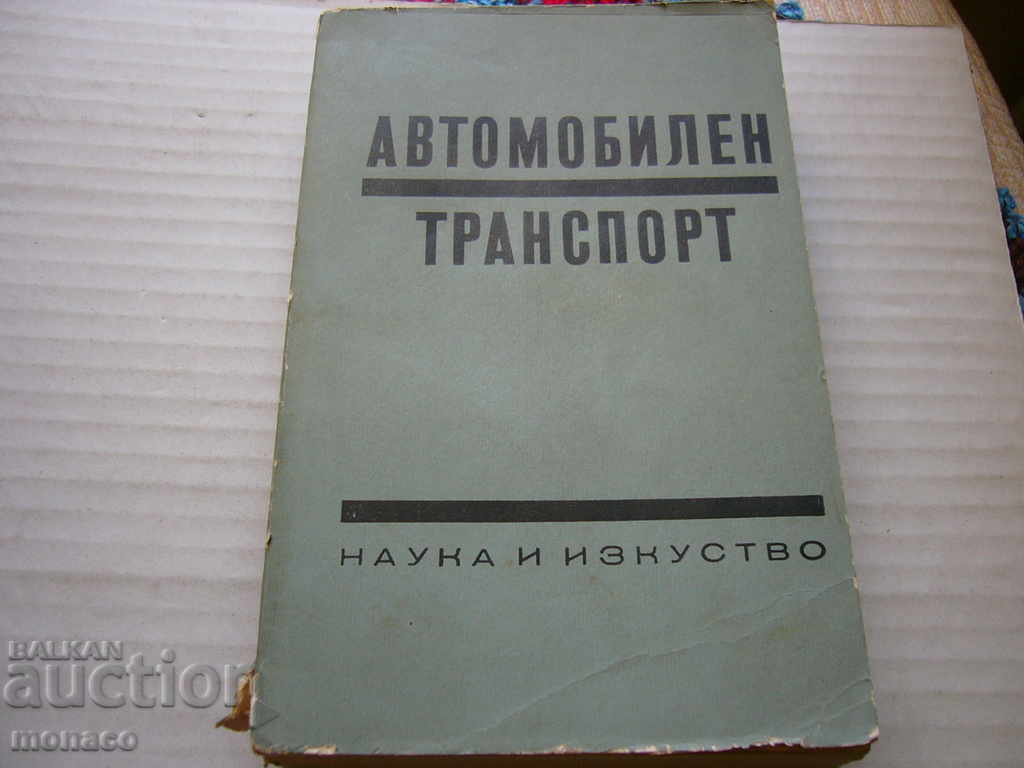 АВТОМОБИЛЕН
ТРАНСПОРТ
НАУКА И ИЗКУСТВО
BALKAN
auction
monaco